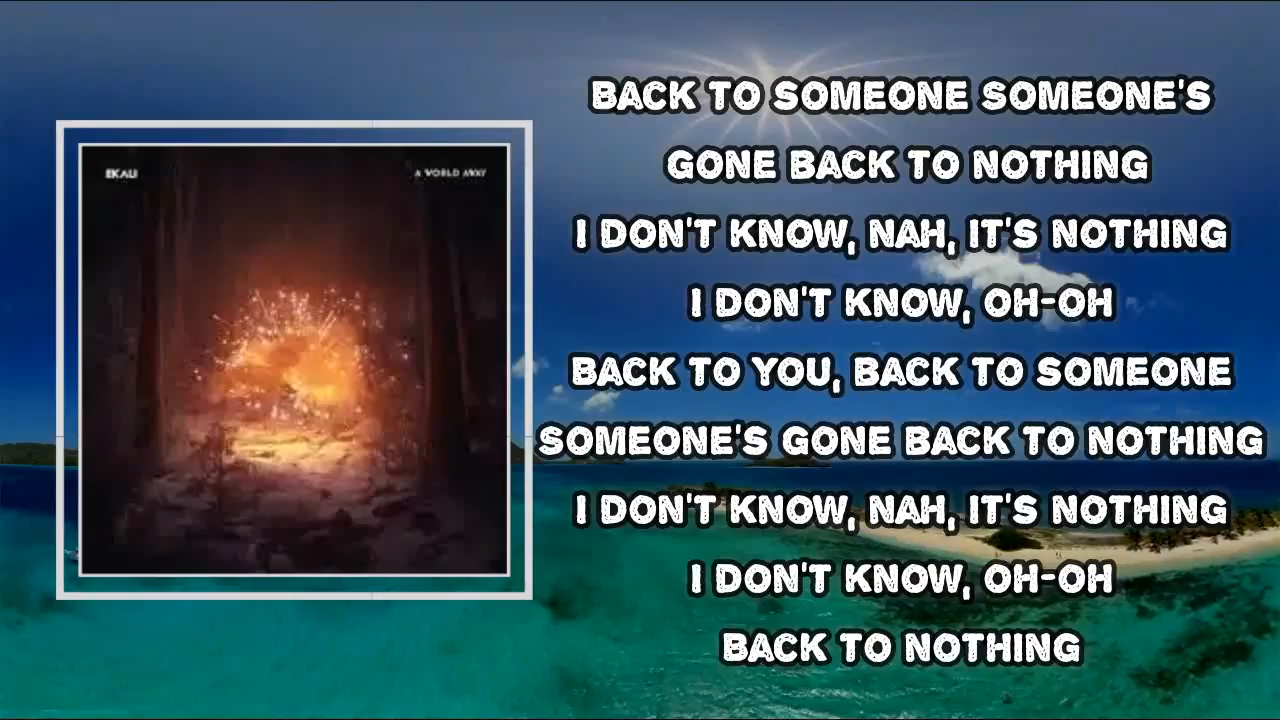 EKALI
A WORLD AWAY
BACK TO SOMEONE SOMEONE'S
GONE BACK TO NOTHING
I DON'T KNOW, NAH, IT'S NOTHING
I DON'T KNOW, OH-OH
BACK TO YOU, BACK TO SOMEONE
SOMEONE'S GONE BACK TO NOTHING
I DON'T KNOW, NAH, IT'S NOTHING
I DON'T KNOW, OH-OH
BACK TO NOTHING